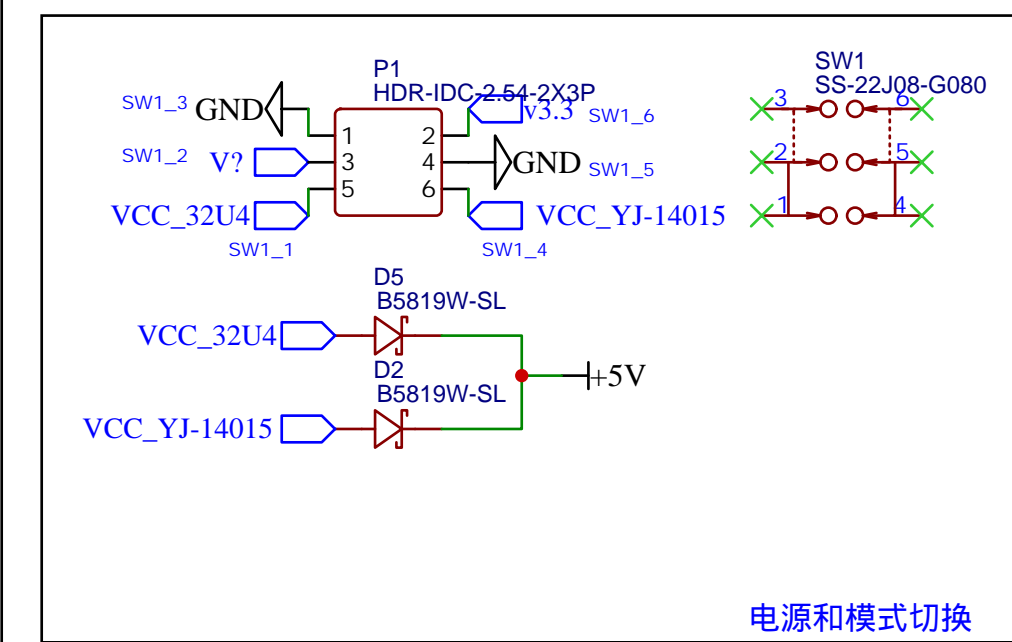 P1
HDR-IDC-2.54-2X3P
SW1_3 GND 1 2 v3.3 SW1_6
SW1_2 V? 3 4 GND SW1_5
VCC_32U4 5 6 VCC_YJ-14015
SW1_1 SW1_4
SW1
SS-22J08-G080
3 6
2 5
1 4
D5
B5819W-SL
VCC_32U4
D2
B5819W-SL
+5V
VCC_YJ-14015
电源和模式切换